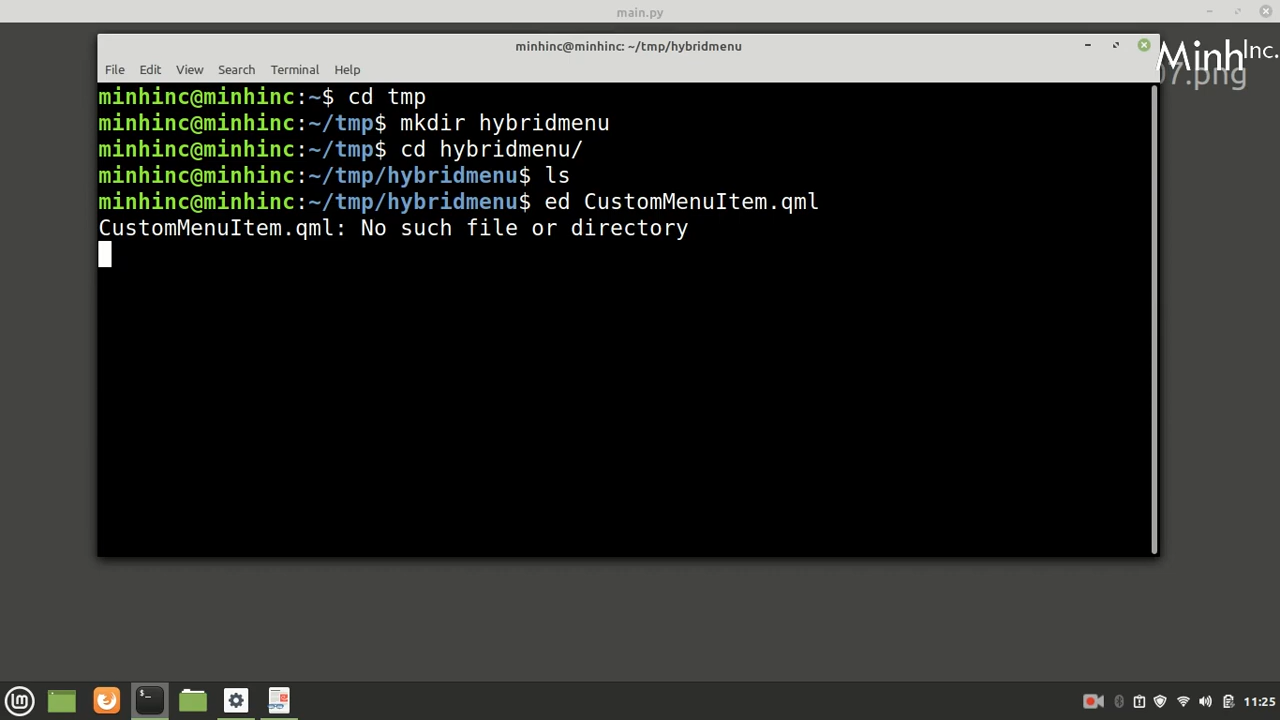 main.py
minhinc@minhinc: ~/tmp/hybridmenu
MinhInc.
07.png
File Edit View Search Terminal Help
minhinc@minhinc:~$ cd tmp
minhinc@minhinc:~/tmp$ mkdir hybridmenu
minhinc@minhinc:~/tmp$ cd hybridmenu/
minhinc@minhinc:~/tmp/hybridmenu$ ls
minhinc@minhinc:~/tmp/hybridmenu$ ed CustomMenuItem.qml
CustomMenuItem.qml: No such file or directory
11:25